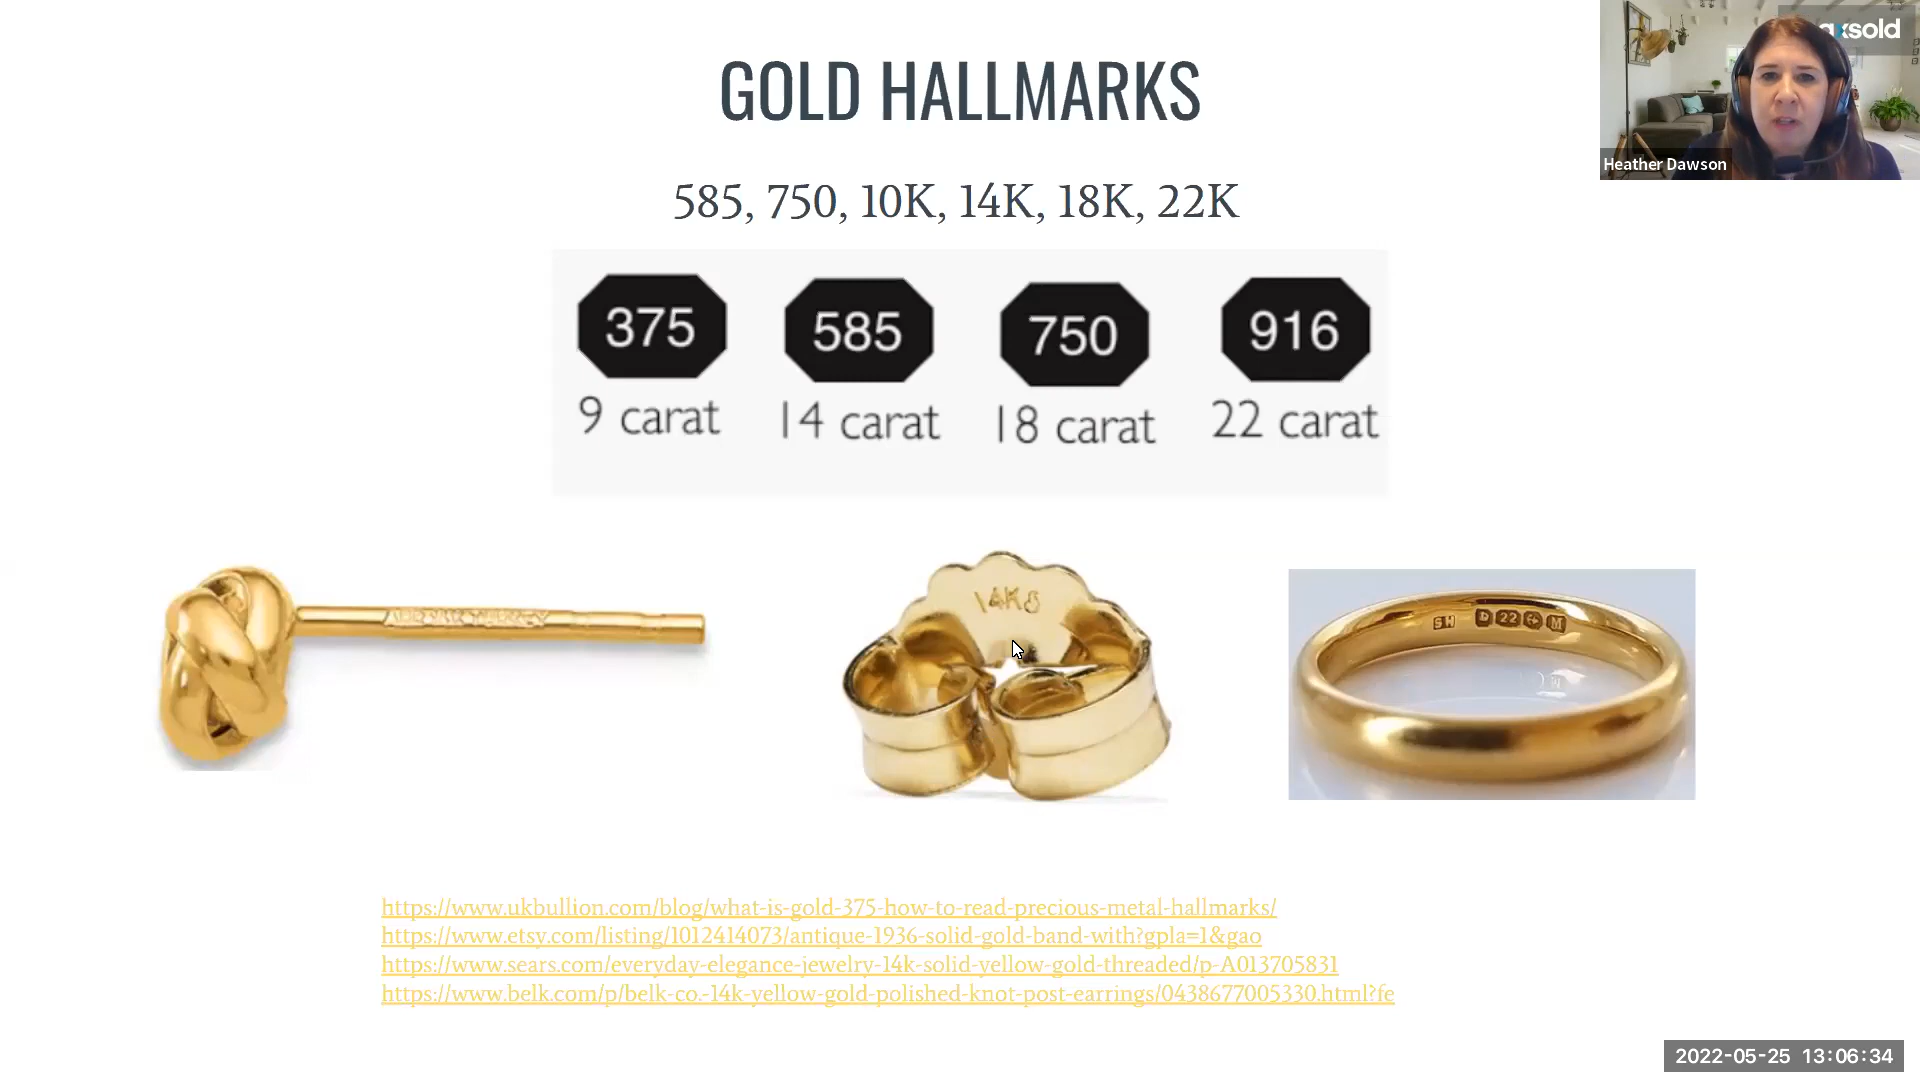 GOLD HALLMARKS
585, 750, 10K, 14K, 18K, 22K
375
585
750
916
9 carat
14 carat
18 carat
22 carat
14K
SH D 22 M
https://www.ukbullion.com/blog/what-is-gold-375-how-to-read-precious-metal-hallmarks/
https://www.etsy.com/listing/1012414073/antique-1936-solid-gold-band-with?gpla=1&gao
https://www.sears.com/everyday-elegance-jewelry-14k-solid-yellow-gold-threaded/p-A013705831
https://www.belk.com/p/belk-co.-14k-yellow-gold-polished-knot-post-earrings/0438677005330.html?fe
axsold
Heather Dawson
2022-05-25 13:06:34